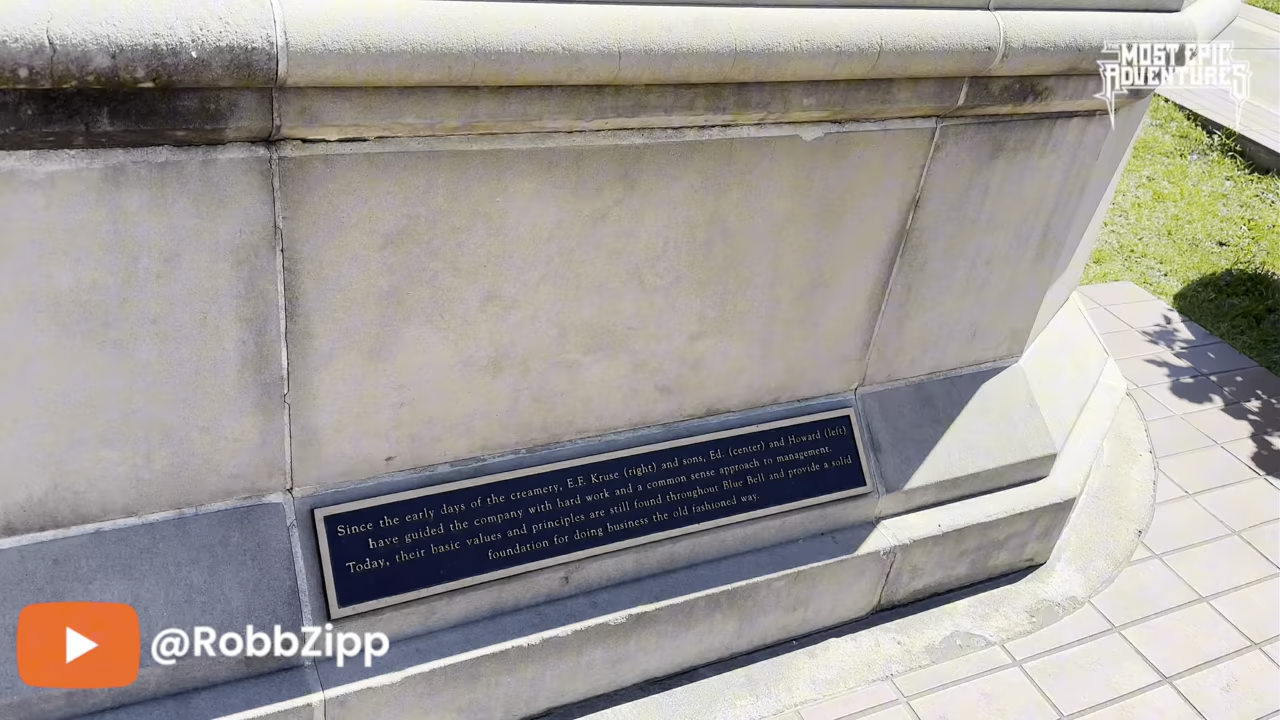 THE
MOST EPIC
ADVENTURES
Since the early days of the creamery, E.F. Kruse (right) and sons, Ed. (center) and Howard (left)
have guided the company with hard work and a common sense approach to management.
Today, their basic values and principles are still found throughout Blue Bell and provide a solid
foundation for doing business the old fashioned way.
@RobbZipp